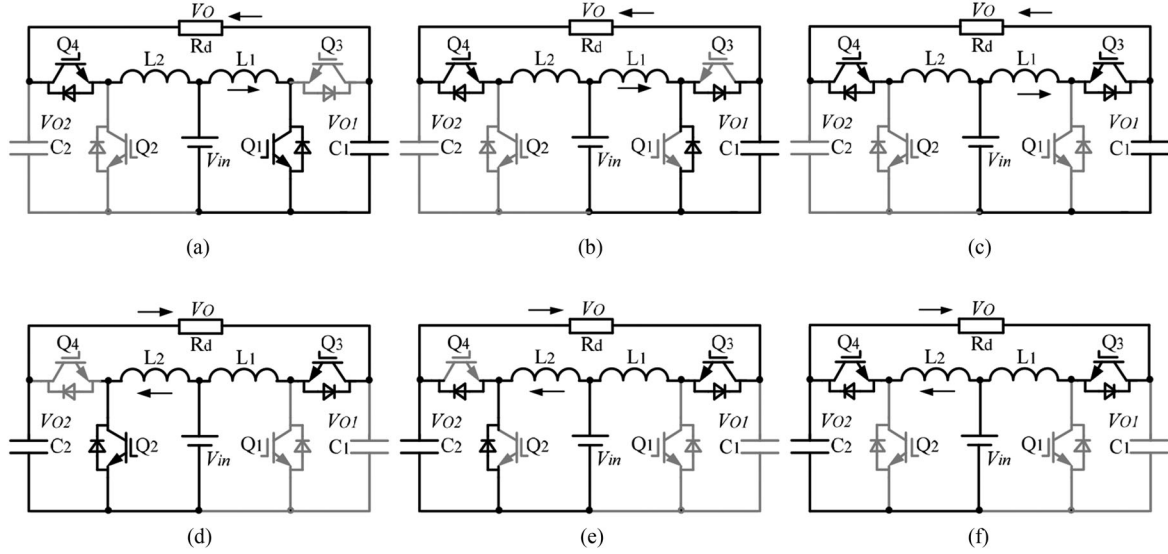 VO
Rd
Q4 L2 L1 Q3
VO2 VO1
C2 Q2 Vin Q1 C1
(a)
VO
Rd
Q4 L2 L1 Q3
VO2 VO1
C2 Q2 Vin Q1 C1
(b)
VO
Rd
Q4 L2 L1 Q3
VO2 VO1
C2 Q2 Vin Q1 C1
(c)
VO
Rd
Q4 L2 L1 Q3
VO2 VO1
C2 Q2 Vin Q1 C1
(d)
VO
Rd
Q4 L2 L1 Q3
VO2 VO1
C2 Q2 Vin Q1 C1
(e)
VO
Rd
Q4 L2 L1 Q3
VO2 VO1
C2 Q2 Vin Q1 C1
(f)